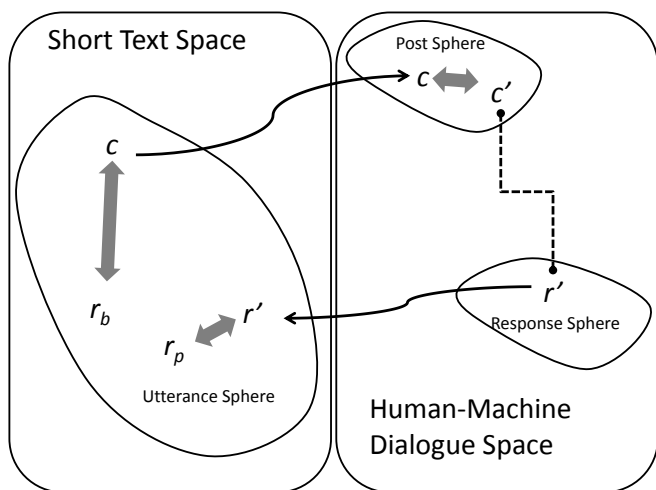 Short Text Space
c
r_b
r_p
r'
Utterance Sphere
Post Sphere
c
c'
r'
Response Sphere
Human-Machine
Dialogue Space